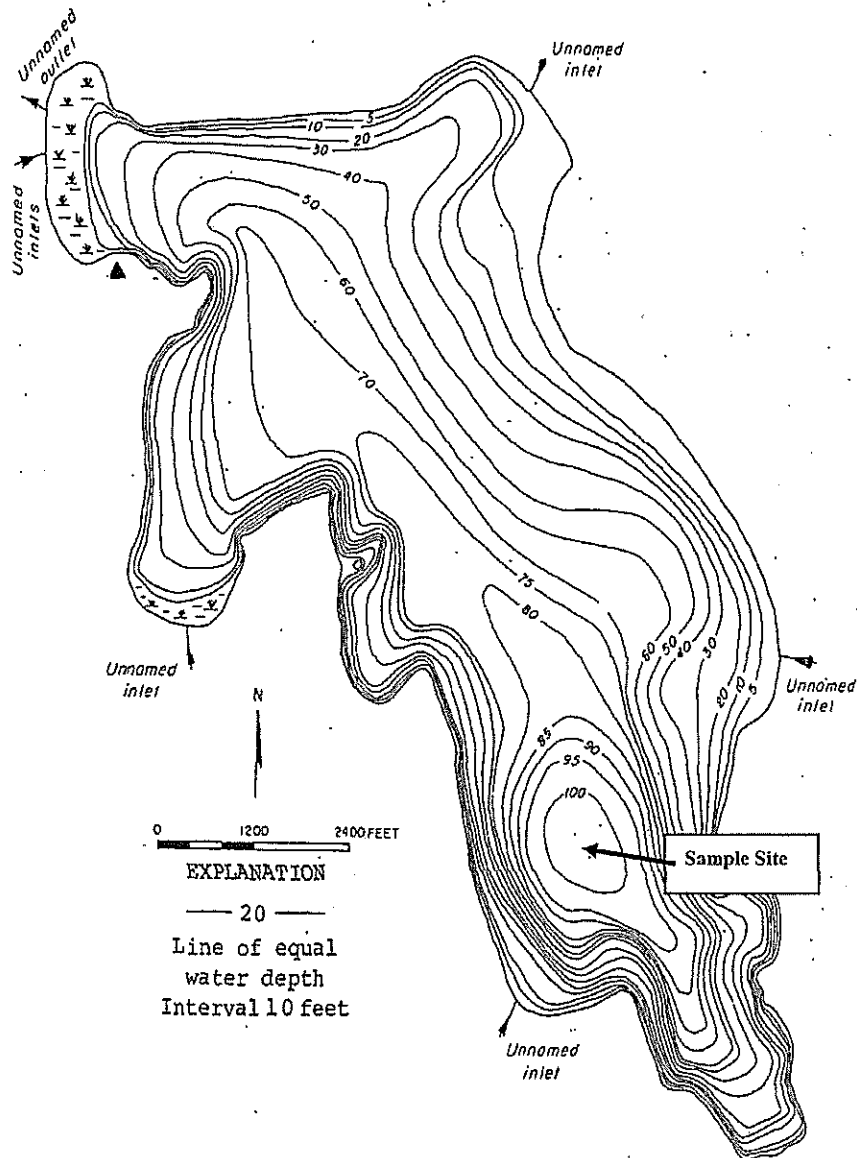 Unnamed
outlet
Unnamed
inlet
5
10
20
30
40
50
60
70
Unnamed
inlets
75
80
60
50
40
30
20
10
5
Unnamed
inlet
Unnamed
inlet
N
85
90
95
100
0 1200 2400 FEET
EXPLANATION
Sample Site
20
Line of equal
water depth
Interval 10 feet
Unnamed
inlet